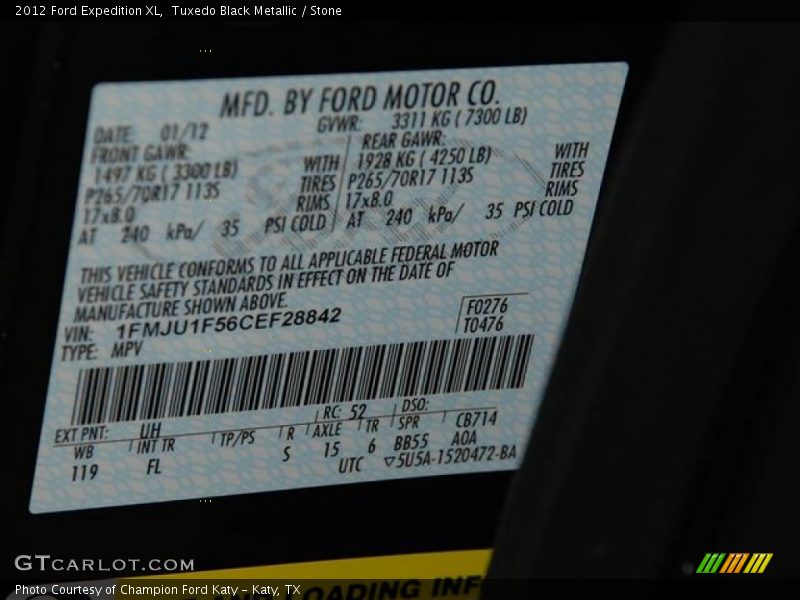 2012 Ford Expedition XL, Tuxedo Black Metallic / Stone
MFD. BY FORD MOTOR CO.
DATE: 01/12 GVWR: 3311 KG ( 7300 LB)
FRONT GAWR: REAR GAWR:
1497 KG ( 3300 LB) WITH 1928 KG ( 4250 LB) WITH
P265/70R17 113S TIRES P265/70R17 113S TIRES
17x8.0 RIMS 17x8.0 RIMS
AT 240 kPa/ 35 PSI COLD AT 240 kPa/ 35 PSI COLD
THIS VEHICLE CONFORMS TO ALL APPLICABLE FEDERAL MOTOR
VEHICLE SAFETY STANDARDS IN EFFECT ON THE DATE OF
MANUFACTURE SHOWN ABOVE.
VIN: 1FMJU1F56CEF28842 F0276
TYPE: MPV T0476
EXT PNT: UH RC: 52 DSO:
WB INT TR TP/PS R AXLE TR SPR CB714
119 FL S 15 6 BB55 A0A
UTC ▽5U5A-1520472-BA
GTCARLOT.COM
AND LOADING INF
Photo Courtesy of Champion Ford Katy - Katy, TX